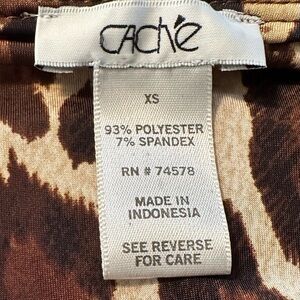 Caché
XS
93% POLYESTER
7% SPANDEX
RN # 74578
MADE IN
INDONESIA
SEE REVERSE
FOR CARE